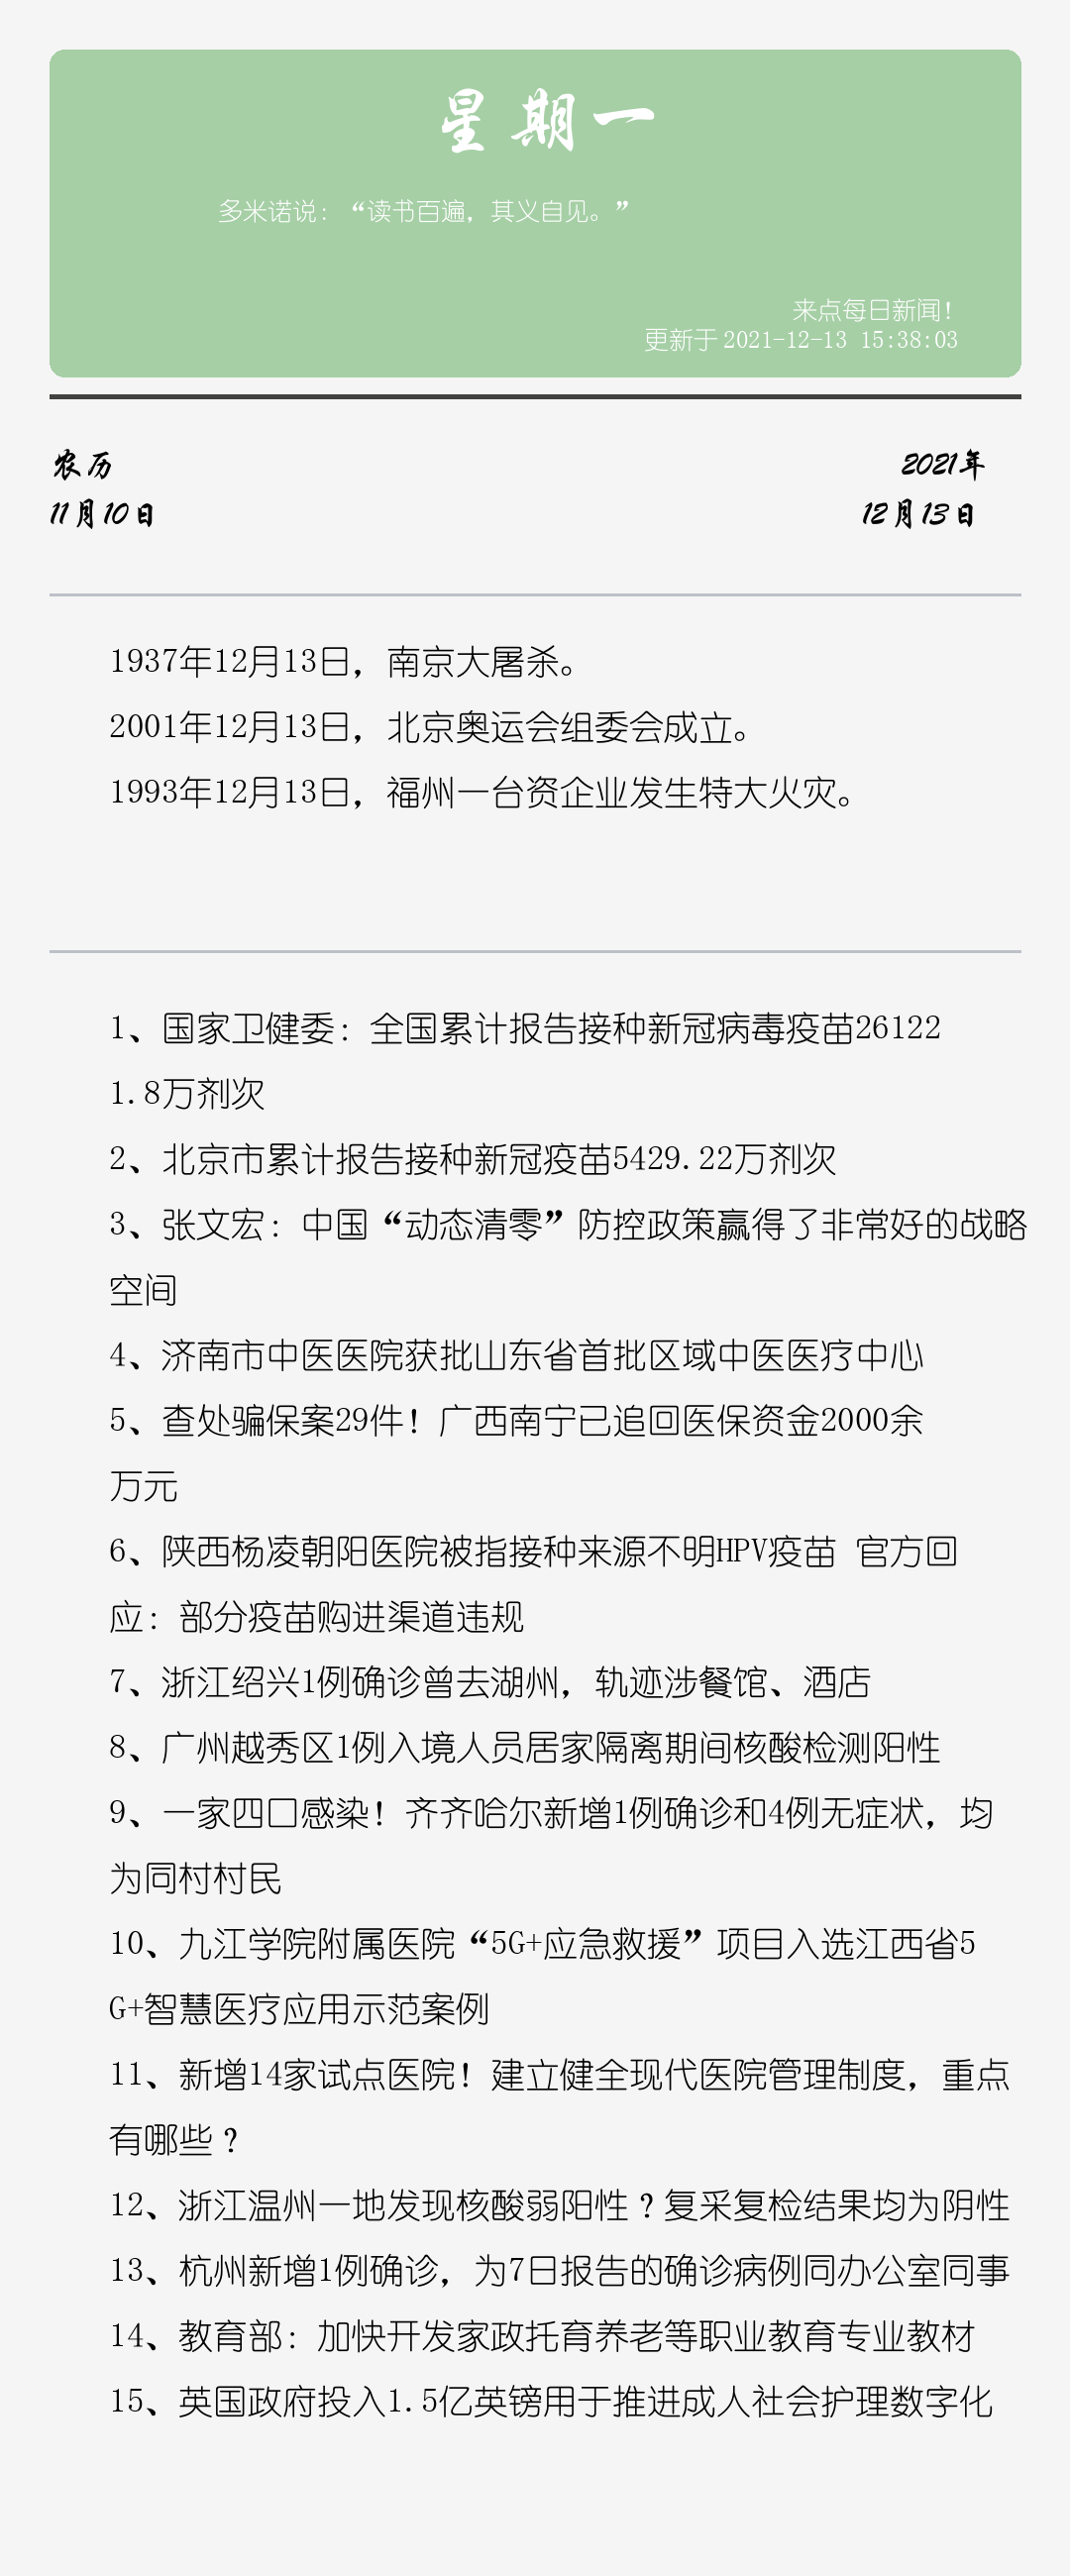 星期一
多米诺说：“读书百遍，其义自见。”
来点每日新闻！
更新于 2021-12-13 15:38:03
农历
2021年
11月10日
12月13日
1937年12月13日，南京大屠杀。
2001年12月13日，北京奥运会组委会成立。
1993年12月13日，福州一台资企业发生特大火灾。
1、国家卫健委：全国累计报告接种新冠病毒疫苗26122
1.8万剂次
2、北京市累计报告接种新冠疫苗5429.22万剂次
3、张文宏：中国“动态清零”防控政策赢得了非常好的战略
空间
4、济南市中医医院获批山东省首批区域中医医疗中心
5、查处骗保案29件！广西南宁已追回医保资金2000余
万元
6、陕西杨凌朝阳医院被指接种来源不明HPV疫苗 官方回
应：部分疫苗购进渠道违规
7、浙江绍兴1例确诊曾去湖州，轨迹涉餐馆、酒店
8、广州越秀区1例入境人员居家隔离期间核酸检测阳性
9、一家四口感染！齐齐哈尔新增1例确诊和4例无症状，均
为同村村民
10、九江学院附属医院“5G+应急救援”项目入选江西省5
G+智慧医疗应用示范案例
11、新增14家试点医院！建立健全现代医院管理制度，重点
有哪些？
12、浙江温州一地发现核酸弱阳性？复采复检结果均为阴性
13、杭州新增1例确诊，为7日报告的确诊病例同办公室同事
14、教育部：加快开发家政托育养老等职业教育专业教材
15、英国政府投入1.5亿英镑用于推进成人社会护理数字化